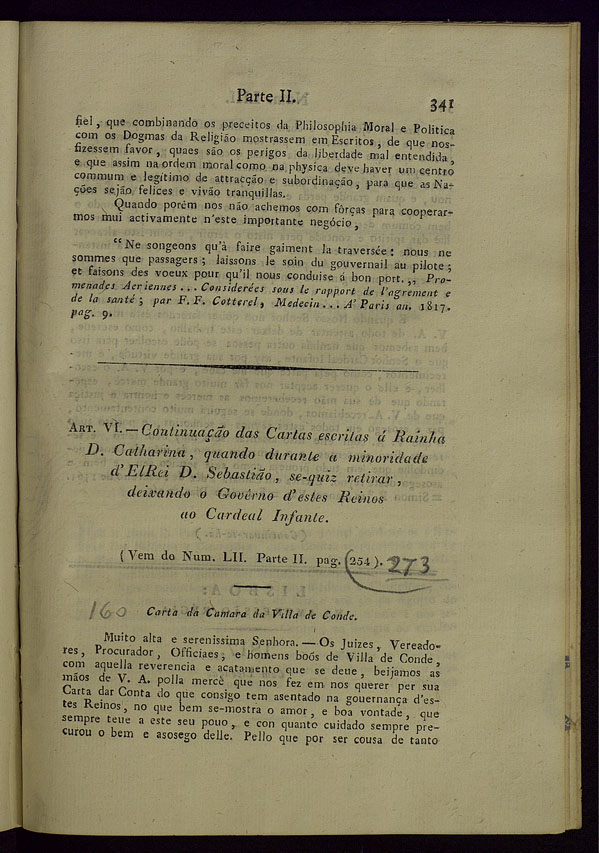 Parte II. 341
fiel, que combinando os preceitos da Philosophia Moral e Politica
com os Dogmas da Religião mostrassem em Escritos, de que nos-
fizessem favor, quaes são os perigos da liberdade mal entendida,
e que assim na ordem moral como na physica deve haver um centro
commum e legitimo de attracção e subordinação, para que as Na-
ções sejão felices e vivão tranquillas.
Quando porém nos não achemos com fôrças para cooperar-
mos mui activamente n'este importante negócio,
"Ne songeons qu'à faire gaiment la traversée: nous ne
sommes que passagers; laissons le soin du gouvernail au pilote;
et faisons des voeux pour qu'il nous conduise á bon port.,, Pro-
menades Aeriennes... Considerées sous le rapport de l'agrement e
de la santé; par F. F. Cotterel, Medecin... A' Paris an. 1817.
pag. 9.
ART. VI. — Continuação das Cartas escritas á Rainha
D. Catharina, quando durante a minoridade
d'ElRei D. Sebastião, se-quiz retirar,
deixando o Govêrno d'estes Reinos
ao Cardeal Infante.
(Vem do Num. LII. Parte II. pag. (254). 273
160 Carta da Camara da Villa de Conde.
Muito alta e serenissima Senhora. — Os Juizes, Vereado-
res, Procurador, Officiaes; e homens boõs de Villa de Conde,
com aquella reverencia e acatamento que se deue, beijamos as
mãos de V. A. polla mercê que nos fez em nos querer per sua
Carta dar Conta do que consigo tem asentado na gouernança d'es-
tes Reinos, no que bem se-mostra o amor, e boa vontade, que
sempre teue a este seu pouo, e con quanto cuidado sempre pre-
curou o bem e asosego delle. Pello que por ser cousa de tanto